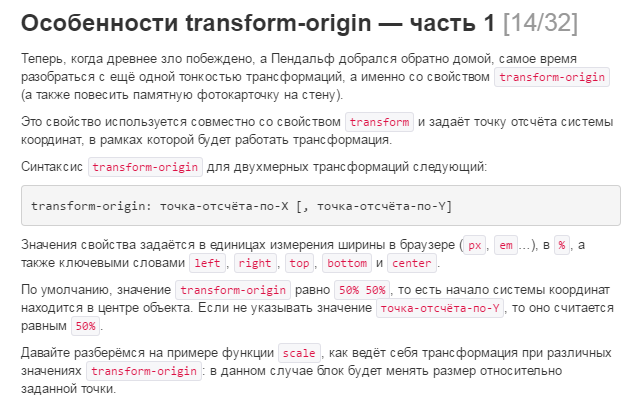 Особенности transform-origin — часть 1 [14/32]
Теперь, когда древнее зло побеждено, а Пендальф добрался обратно домой, самое время
разобраться с ещё одной тонкостью трансформаций, а именно со свойством transform-origin
(а также повесить памятную фотокарточку на стену).
Это свойство используется совместно со свойством transform и задаёт точку отсчёта системы
координат, в рамках которой будет работать трансформация.
Синтаксис transform-origin для двухмерных трансформаций следующий:
transform-origin: точка-отсчёта-по-X [, точка-отсчёта-по-Y]
Значения свойства задаётся в единицах измерения ширины в браузере (px, em…), в %, а
также ключевыми словами left, right, top, bottom и center.
По умолчанию, значение transform-origin равно 50% 50%, то есть начало системы координат
находится в центре объекта. Если не указывать значение точка-отсчёта-по-Y, то оно считается
равным 50%.
Давайте разберёмся на примере функции scale, как ведёт себя трансформация при различных
значениях transform-origin: в данном случае блок будет менять размер относительно
заданной точки.